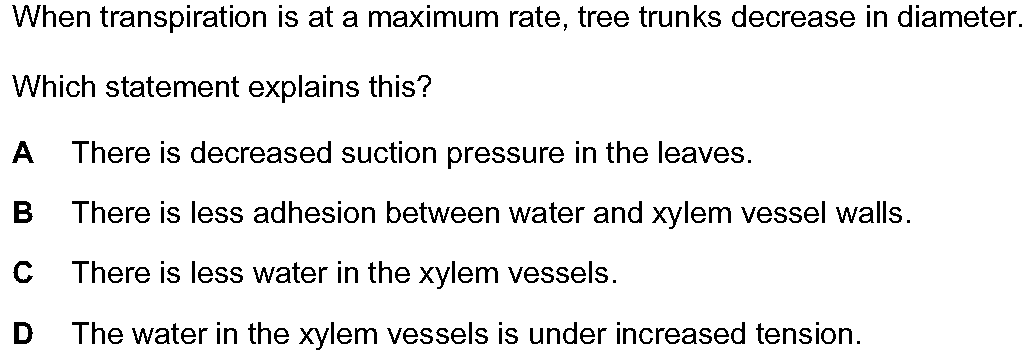 When transpiration is at a maximum rate, tree trunks decrease in diameter.
Which statement explains this?
A There is decreased suction pressure in the leaves.
B There is less adhesion between water and xylem vessel walls.
C There is less water in the xylem vessels.
D The water in the xylem vessels is under increased tension.